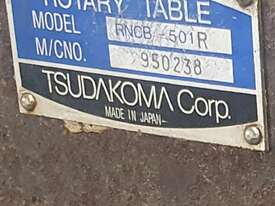 ROTARY TABLE
MODEL RNCB-501R
M/CNO. 950238
TSUDAKOMA Corp.
MADE IN JAPAN